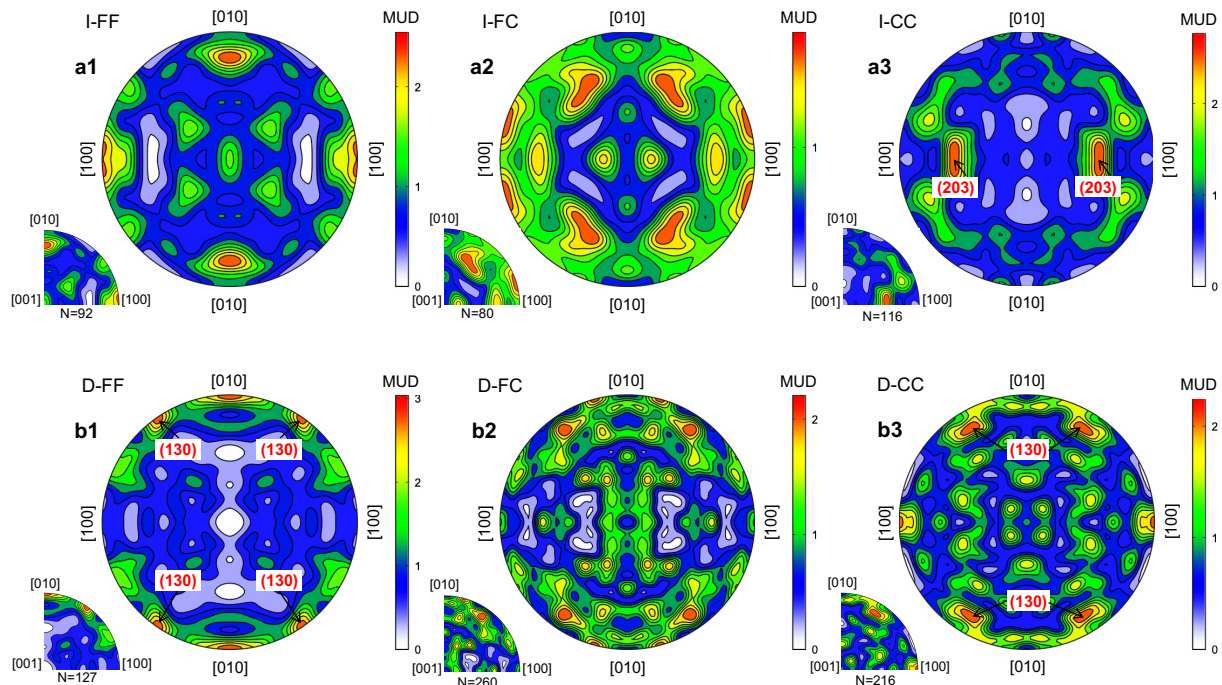 I-FF
[010]
MUD
a1
2
1
0
[100]
[100]
[010]
[010]
[001]
[100]
N=92
I-FC
[010]
MUD
a2
1
0
[100]
[100]
[010]
[010]
[001]
[100]
N=80
I-CC
[010]
MUD
a3
2
1
0
[100]
[100]
(203)
(203)
[010]
[010]
[001]
[100]
N=116
D-FF
[010]
MUD
b1
3
2
1
0
(130)
(130)
[100]
[100]
(130)
(130)
[010]
[010]
[001]
[100]
N=127
D-FC
[010]
MUD
b2
2
1
0
[100]
[100]
[010]
[010]
[001]
[100]
N=260
D-CC
[010]
MUD
b3
2
1
0
(130)
[100]
[100]
(130)
[010]
[010]
[001]
[100]
N=216